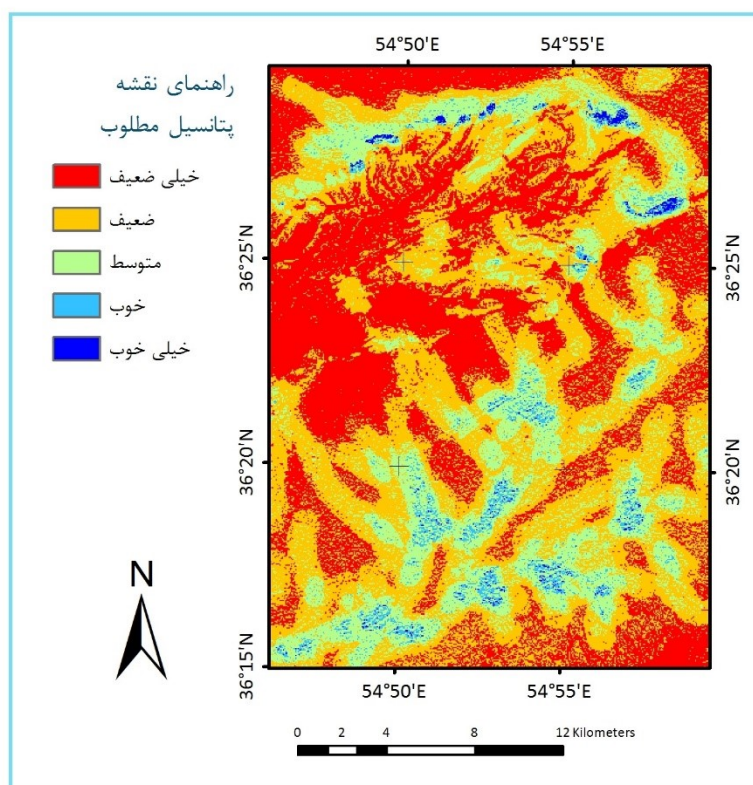 54°50'E
54°55'E
راهنمای نقشه
پتانسیل مطلوب
خیلی ضعیف
ضعیف
متوسط
خوب
خیلی خوب
36°25'N
36°25'N
36°20'N
36°20'N
36°15'N
N
54°50'E
54°55'E
0 2 4 8 12 Kilometers